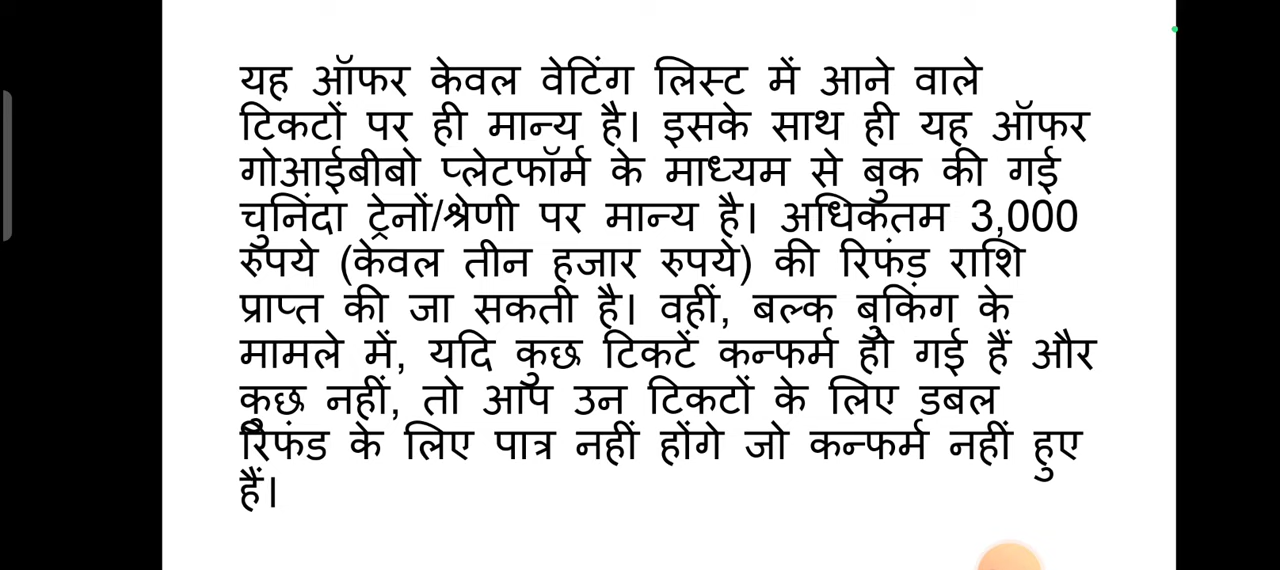 यह ऑफर केवल वेटिंग लिस्ट में आने वाले
टिकटों पर ही मान्य है। इसके साथ ही यह ऑफर
गोआईबीबो प्लेटफॉर्म के माध्यम से बुक की गई
चुनिंदा ट्रेनों/श्रेणी पर मान्य है। अधिकतम 3,000
रुपये (केवल तीन हजार रुपये) की रिफंड़ राशि
प्राप्त की जा सकती है। वहीं, बल्क बुकिंग के
मामले में, यदि कुछ टिकटें कन्फर्म हो गई हैं और
कुछ नहीं, तो आप उन टिकटों के लिए डबल
रिफंड के लिए पात्र नहीं होंगे जो कन्फर्म नहीं हुए
हैं।